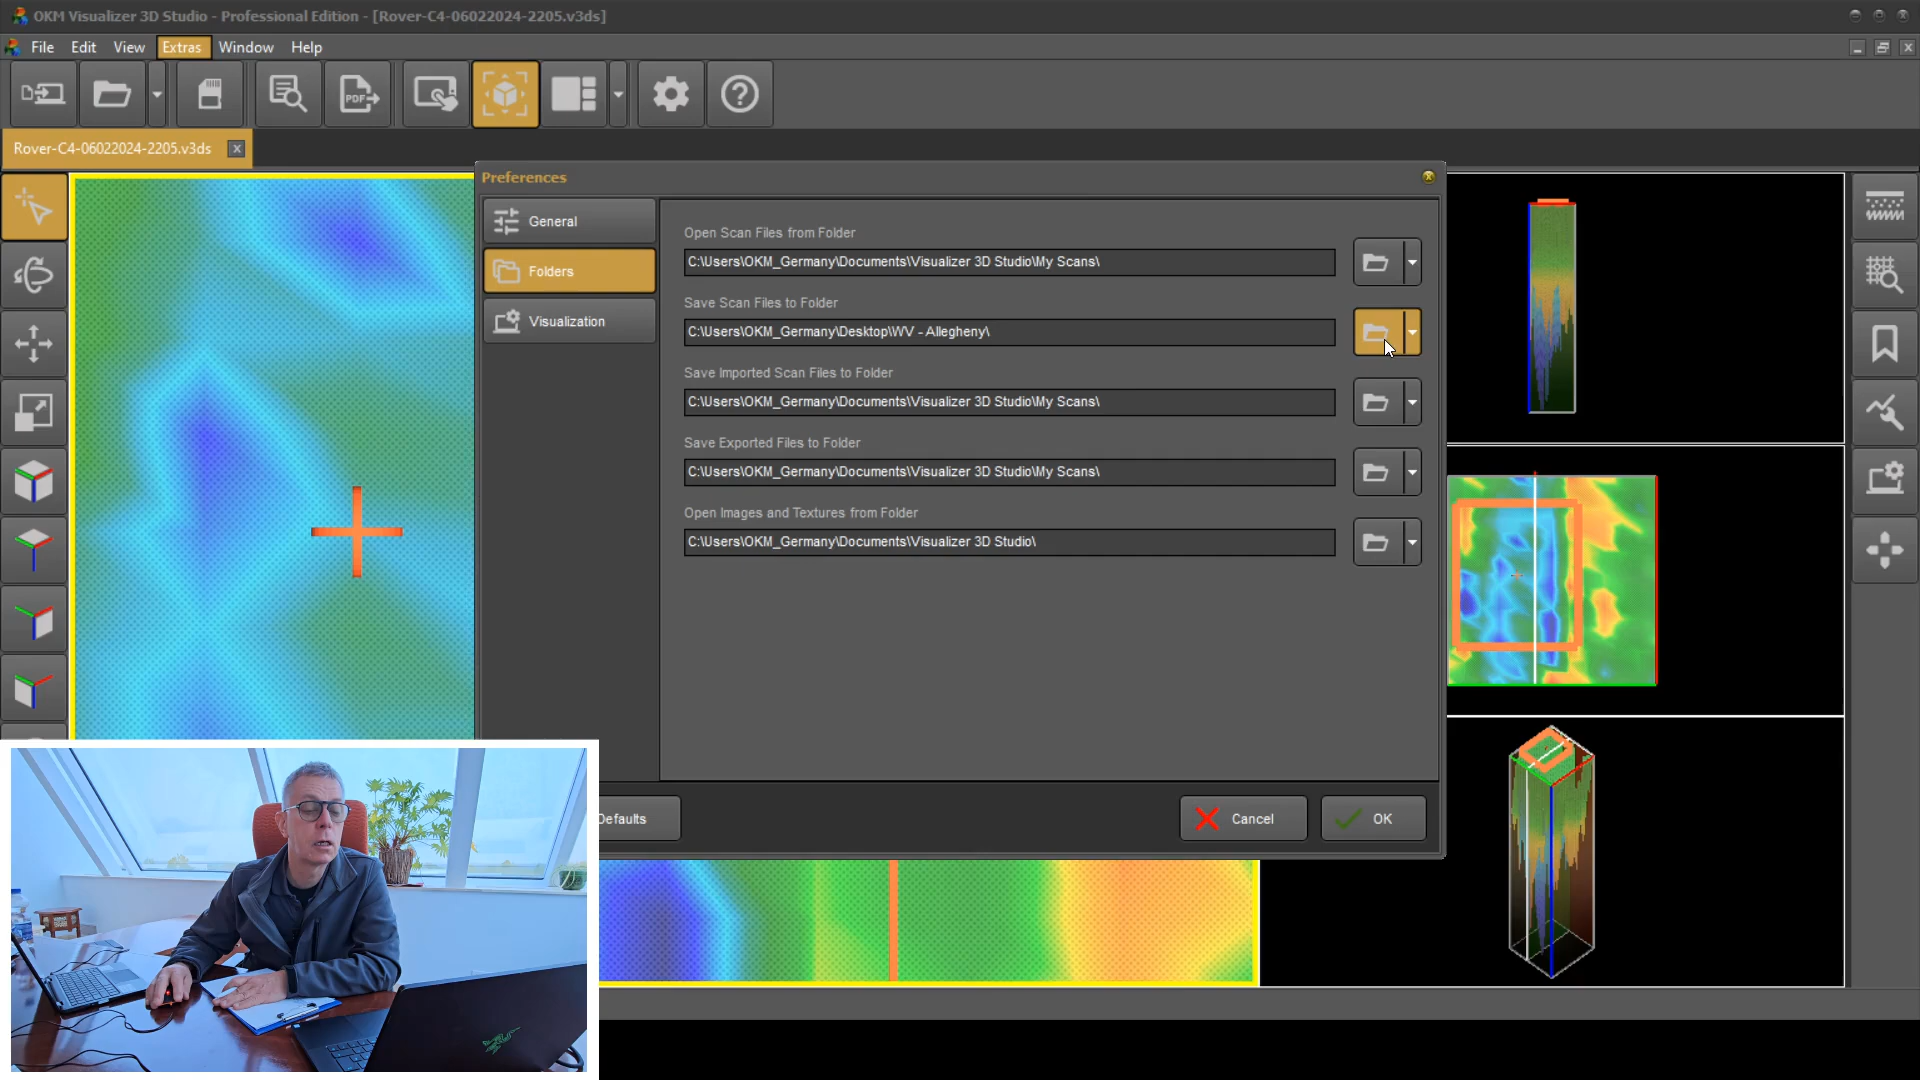 OKM Visualizer 3D Studio - Professional Edition - [Rover-C4-06022024-2205.v3ds]
File Edit View Extras Window Help
PDF
Rover-C4-06022024-2205.v3ds
Preferences
General
Folders
Visualization
Open Scan Files from Folder
C:\Users\OKM_Germany\Documents\Visualizer 3D Studio\My Scans\
Save Scan Files to Folder
C:\Users\OKM_Germany\Desktop\WV - Allegheny\
Save Imported Scan Files to Folder
C:\Users\OKM_Germany\Documents\Visualizer 3D Studio\My Scans\
Save Exported Files to Folder
C:\Users\OKM_Germany\Documents\Visualizer 3D Studio\My Scans\
Open Images and Textures from Folder
C:\Users\OKM_Germany\Documents\Visualizer 3D Studio\
Defaults
Cancel
OK